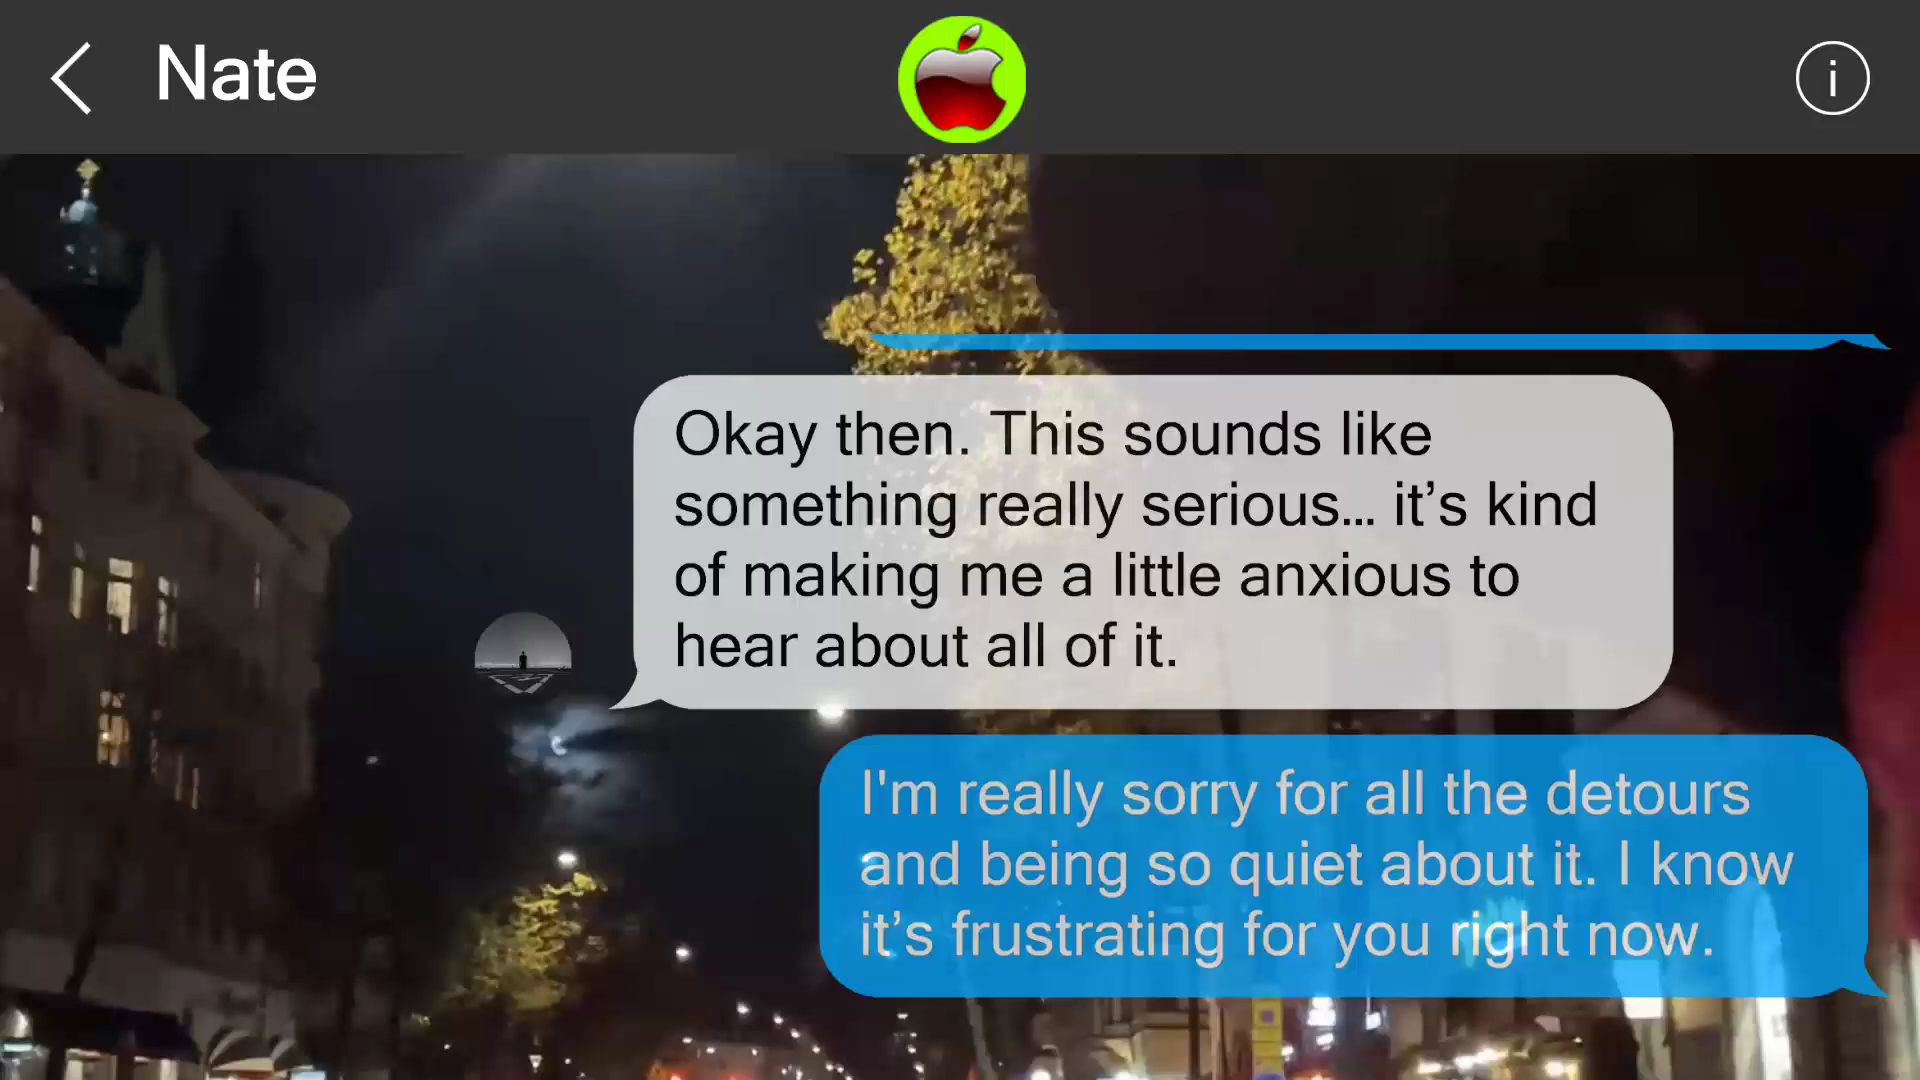 Nate
i
Okay then. This sounds like
something really serious... it’s kind
of making me a little anxious to
hear about all of it.
I'm really sorry for all the detours
and being so quiet about it. I know
it’s frustrating for you right now.